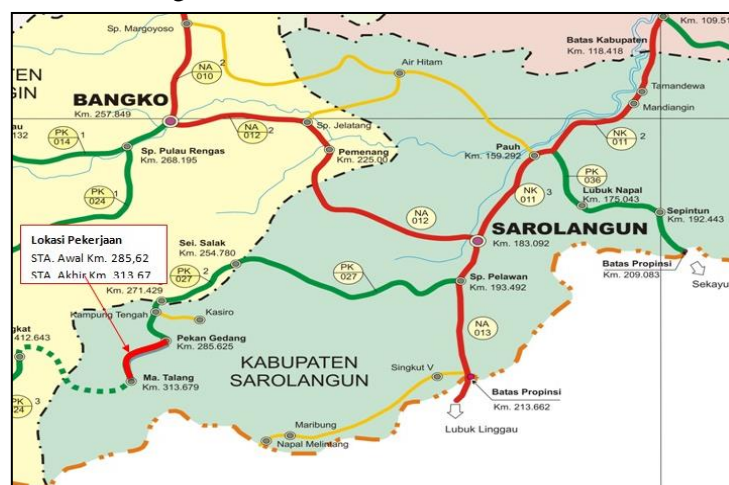 Sp. Margoyoso
Km. 109.51
Batas Kabupaten
Km. 118.418
NA
010
2
Air Hitam
TEN
GIN
BANGKO
Km. 257.849
Tamandewa
Mandiangin
au
132
PK
014
1
NA
012
2
Sp. Jelatang
NK
011
2
Sp. Pulau Rengas
Km. 268.195
Pemenang
Km. 225.00
Pauh
Km. 159.292
PK
024
1
PK
036
NK
011
3
Lubuk Napal
Km. 175.043
Sepintun
Km. 192.443
NA
012
SAROLANGUN
Km. 183.092
Lokasi Pekerjaan
STA. Awal Km. 285,62
STA. Akhir Km. 313.67
Sei. Salak
Km. 254.780
Batas Propinsi
Km. 209.083
Sekayu
PK
027
2
Km. 271.429
PK
027
Sp. Pelawan
Km. 193.492
Kampung Tengah
Kasiro
NA
013
gkat
412.643
Pekan Gedang
Km. 285.625
KABUPATEN
SAROLANGUN
Singkut V
Ma. Talang
Km. 313.679
Batas Propinsi
Km. 213.662
PK
024
3
Maribung
Napal Melintang
Lubuk Linggau